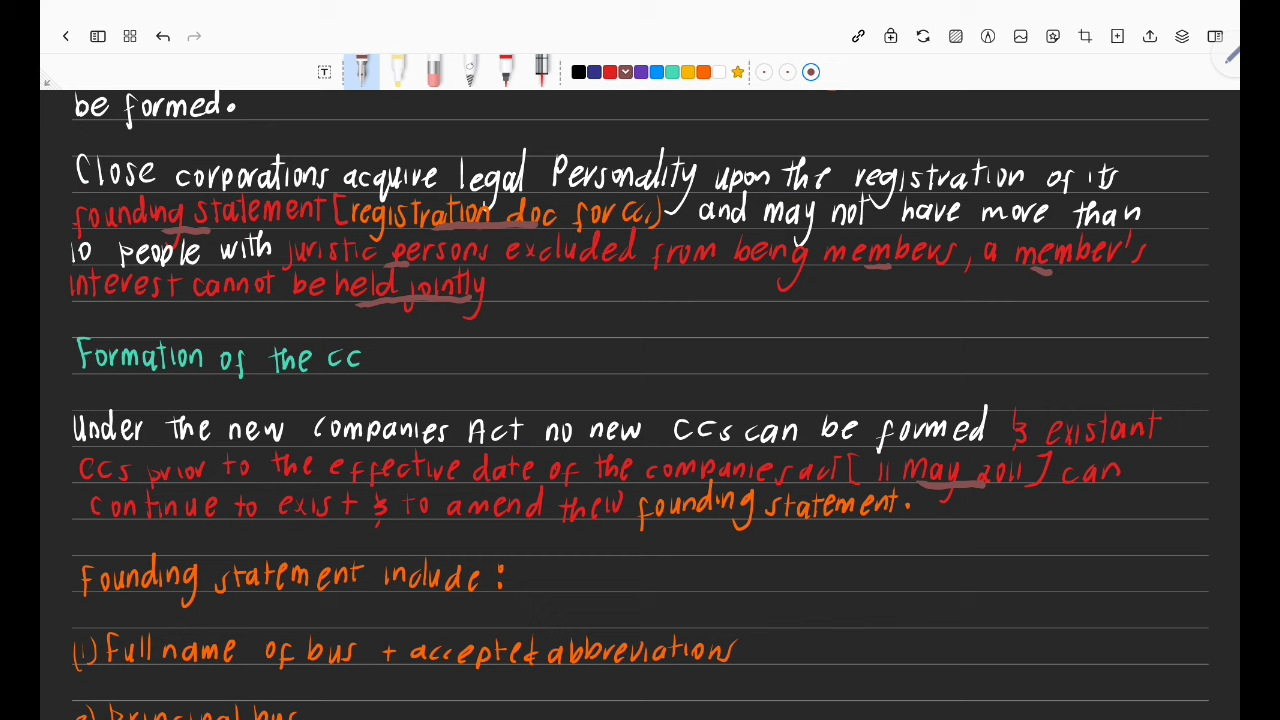 be formed.
Close corporations acquire legal Personality upon the registration of its
founding statement [registration doc for CC,) and may not have more than
10 people with juristic persons excluded from being members, a member's
interest cannot be held jointly
Formation of the CC
Under the new Companies Act no new CCs can be formed & existant
CCs prior to the effective date of the companies act [ 11 May 2011] can
continue to exist & to amend their founding statement.
Founding statement include :
(1) Full name of bus + accepted abbreviations
2) Principal bus